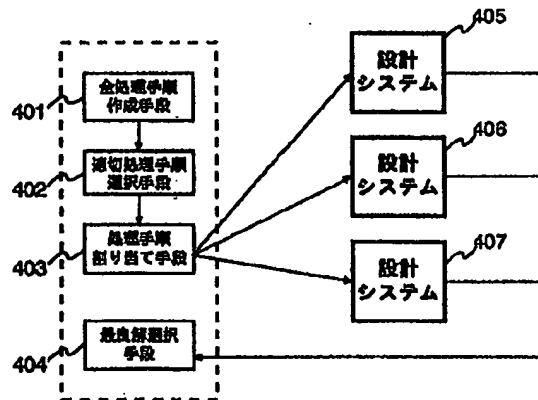 401
全処理手順
作成手段
402
適切処理手順
選択手段
403
処理手順
割り当て手段
404
最良解選択
手段
405
設計
システム
406
設計
システム
407
設計
システム